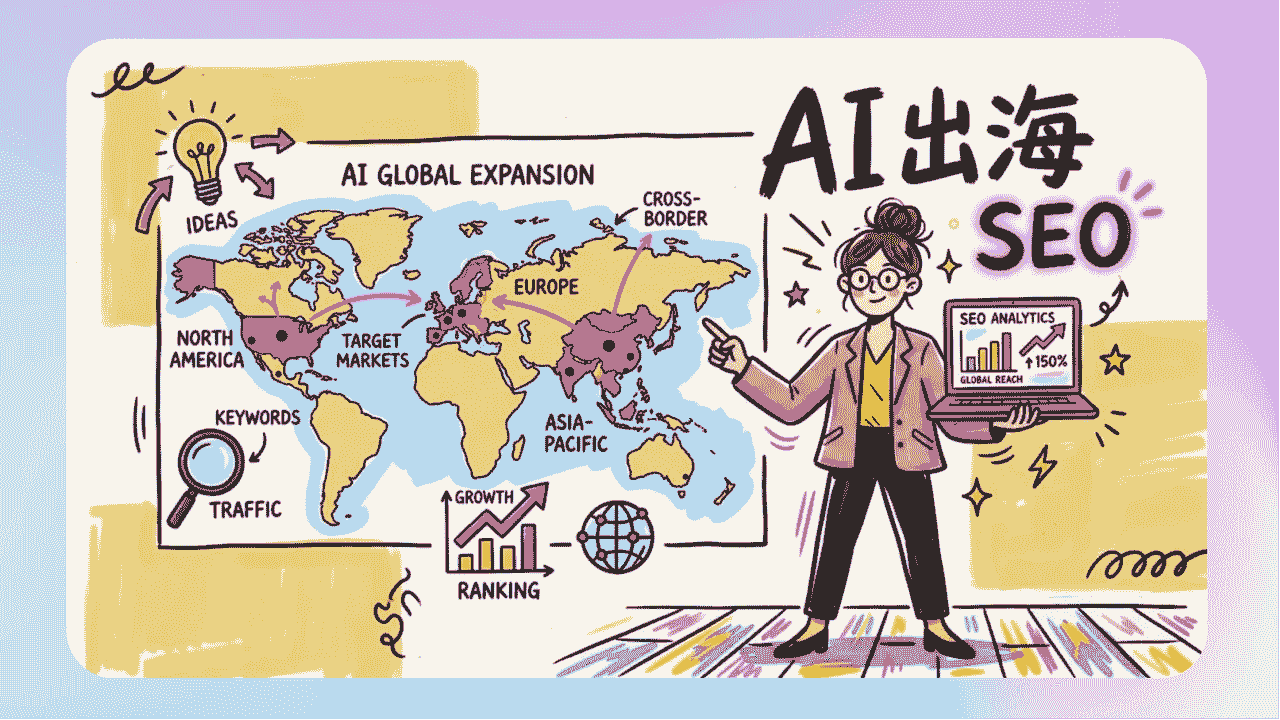 AI出海
SEO
AI GLOBAL EXPANSION
IDEAS
CROSS-
BORDER
EUROPE
NORTH
AMERICA
TARGET
MARKETS
KEYWORDS
TRAFFIC
ASIA-
PACIFIC
GROWTH
RANKING
SEO ANALYTICS
↑150%
GLOBAL REACH